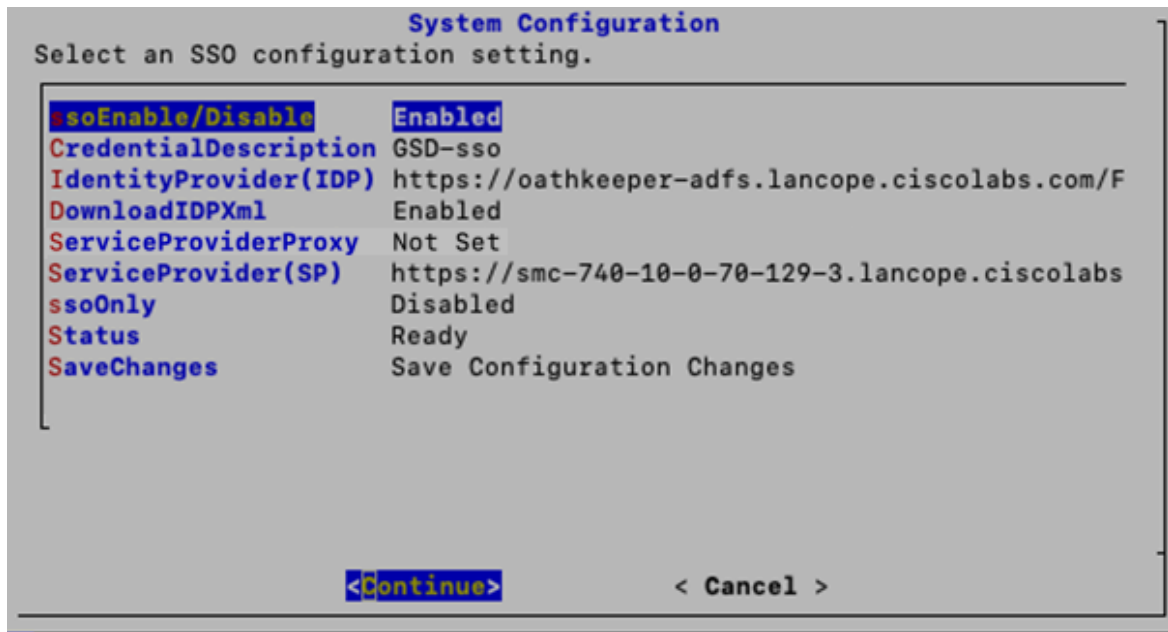 System Configuration
Select an SSO configuration setting.
ssoEnable/Disable Enabled
CredentialDescription GSD-sso
IdentityProvider(IDP) https://oathkeeper-adfs.lancope.ciscolabs.com/F
DownloadIDPXml Enabled
ServiceProviderProxy Not Set
ServiceProvider(SP) https://smc-740-10-0-70-129-3.lancope.ciscolabs
ssoOnly Disabled
Status Ready
SaveChanges Save Configuration Changes
<Continue> < Cancel >